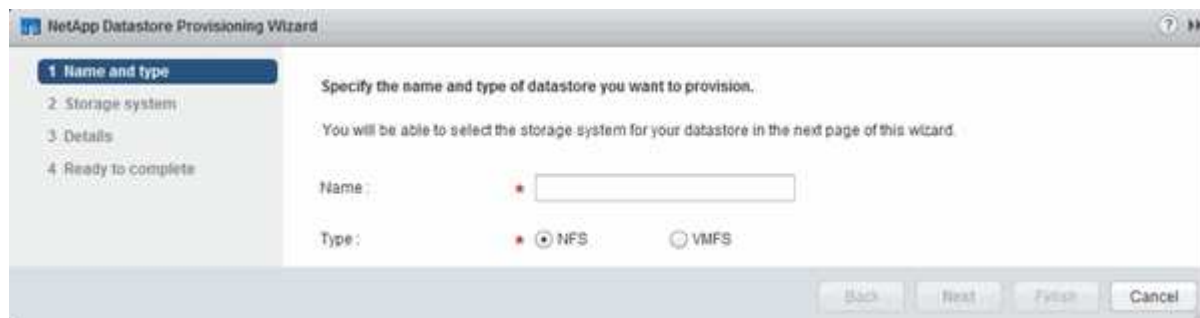 NetApp Datastore Provisioning Wizard
?
1 Name and type
2 Storage system
3 Details
4 Ready to complete
Specify the name and type of datastore you want to provision.
You will be able to select the storage system for your datastore in the next page of this wizard.
Name :
*
Type :
* NFS VMFS
Back Next Finish Cancel